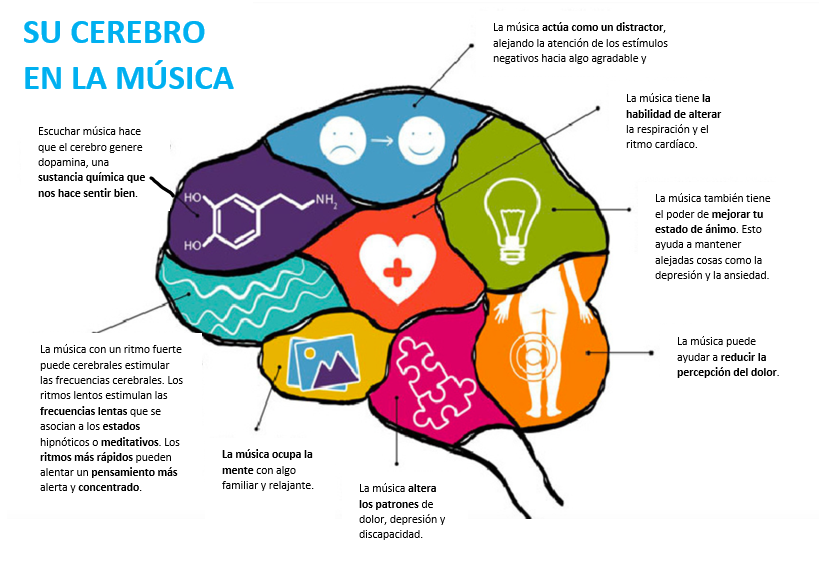 SU CEREBRO
EN LA MÚSICA
La música actúa como un distractor,
alejando la atención de los estímulos
negativos hacia algo agradable y
La música tiene la
habilidad de alterar
la respiración y el
ritmo cardíaco.
Escuchar música hace
que el cerebro genere
dopamina, una
sustancia química que
nos hace sentir bien.
HO
HO
NH2
La música también tiene
el poder de mejorar tu
estado de ánimo. Esto
ayuda a mantener
alejadas cosas como la
depresión y la ansiedad.
La música con un ritmo fuerte
puede cerebrales estimular
las frecuencias cerebrales. Los
ritmos lentos estimulan las
frecuencias lentas que se
asocian a los estados
hipnóticos o meditativos. Los
ritmos más rápidos pueden
alentar un pensamiento más
alerta y concentrado.
La música puede
ayudar a reducir la
percepción del dolor.
La música ocupa la
mente con algo
familiar y relajante.
La música altera
los patrones de
dolor, depresión y
discapacidad.